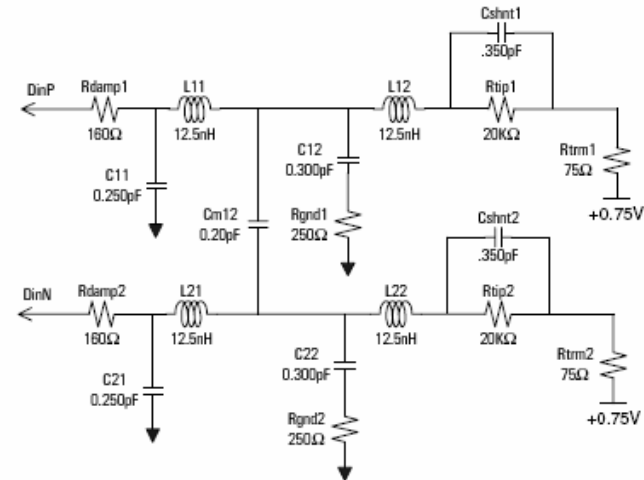 Cshnt1
.350pF
DinP
Rdamp1
160Ω
L11
12.5nH
L12
12.5nH
Rtip1
20KΩ
C11
0.250pF
C12
0.300pF
Rtrm1
75Ω
+0.75V
Cm12
0.20pF
Rgnd1
250Ω
Cshnt2
.350pF
DinN
Rdamp2
160Ω
L21
12.5nH
L22
12.5nH
Rtip2
20KΩ
C21
0.250pF
C22
0.300pF
Rtrm2
75Ω
+0.75V
Rgnd2
250Ω